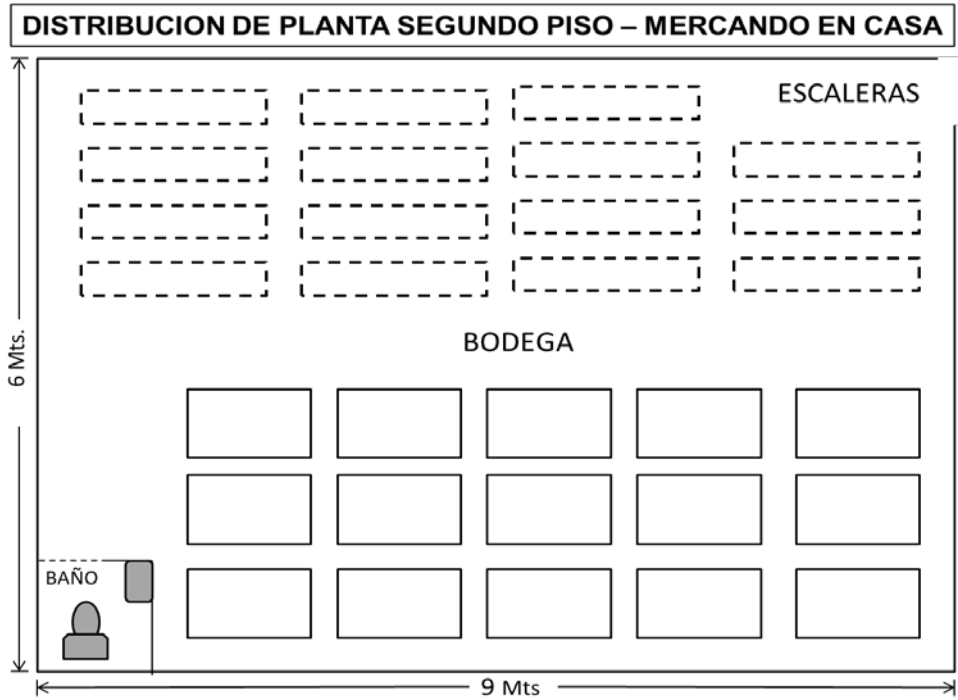 DISTRIBUCION DE PLANTA SEGUNDO PISO – MERCANDO EN CASA
ESCALERAS
6 Mts.
BODEGA
BAÑO
9 Mts